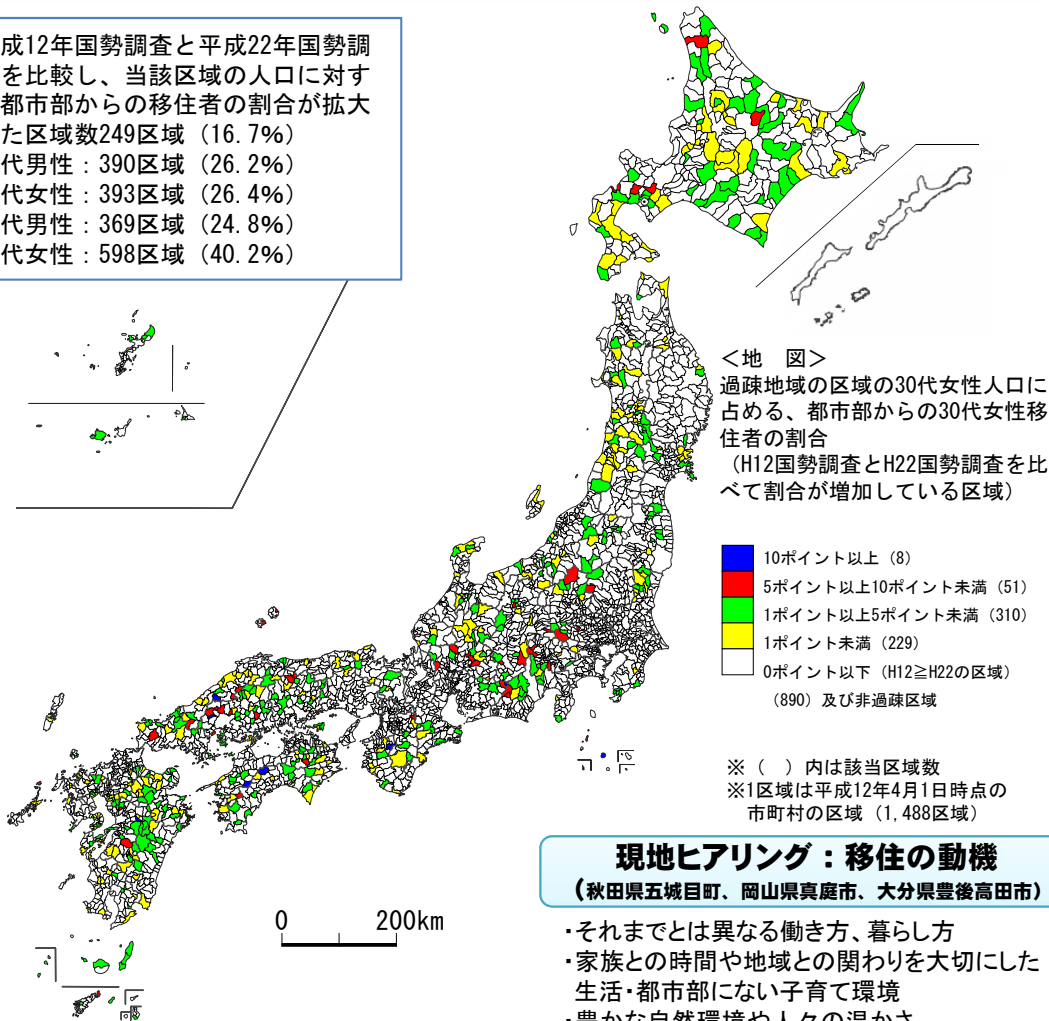 成12年国勢調査と平成22年国勢調
を比較し、当該区域の人口に対す
都市部からの移住者の割合が拡大
た区域数249区域（16.7%）
代男性：390区域（26.2%）
代女性：393区域（26.4%）
代男性：369区域（24.8%）
代女性：598区域（40.2%）
＜地　図＞
過疎地域の区域の30代女性人口に
占める、都市部からの30代女性移
住者の割合
（H12国勢調査とH22国勢調査を比
べて割合が増加している区域）
10ポイント以上（8）
5ポイント以上10ポイント未満（51）
1ポイント以上5ポイント未満（310）
1ポイント未満（229）
0ポイント以下（H12≧H22の区域）
（890）及び非過疎区域
※（　）内は該当区域数
※1区域は平成12年4月1日時点の
市町村の区域（1,488区域）
0 200km
現地ヒアリング：移住の動機
（秋田県五城目町、岡山県真庭市、大分県豊後高田市）
・それまでとは異なる働き方、暮らし方
・家族との時間や地域との関わりを大切にした
生活・都市部にない子育て環境
・豊かな自然環境や人々の温かさ